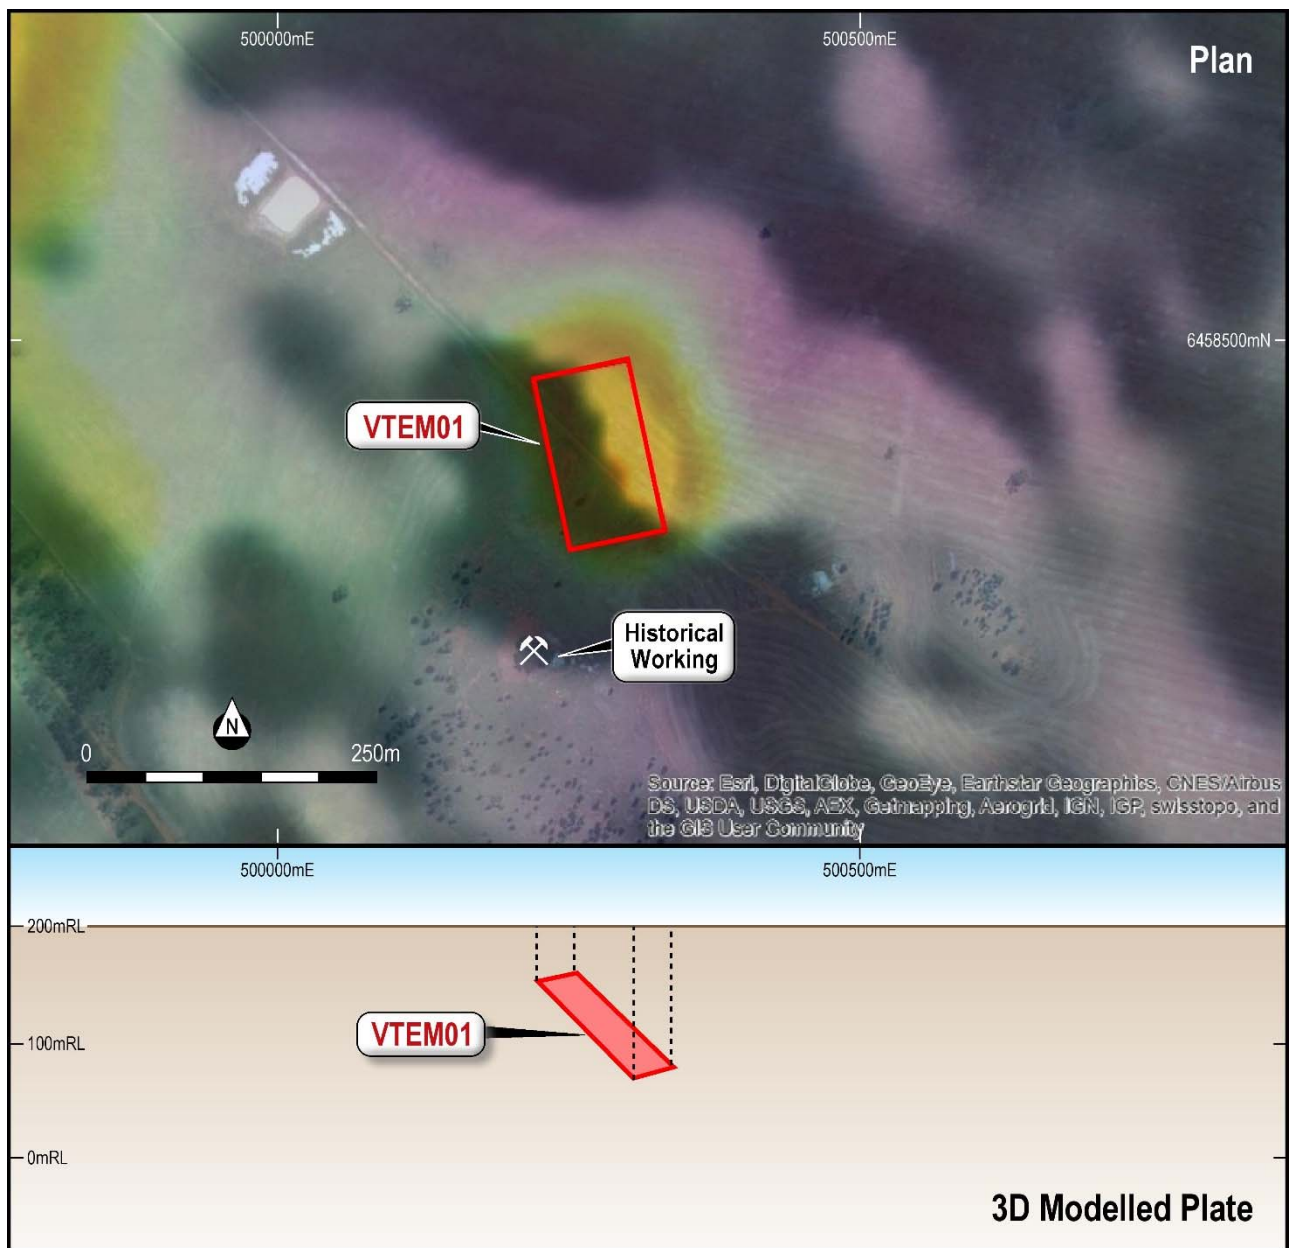 500000mE
500500mE
Plan
6458500mN
VTEM01
Historical
Working
N
0
250m
Source: Esri, DigitalGlobe, GeoEye, Earthstar Geographics, CNES/Airbus
DS, USDA, USGS, AEX, Getmapping, Aerogrid, IGN, IGP, swisstopo, and
the GIS User Community
500000mE
500500mE
200mRL
VTEM01
100mRL
0mRL
3D Modelled Plate